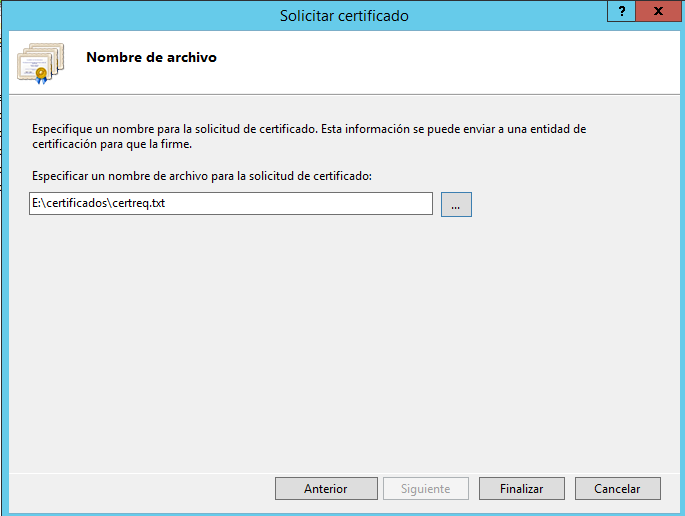 Solicitar certificado
?
x
Nombre de archivo
Especifique un nombre para la solicitud de certificado. Esta información se puede enviar a una entidad de
certificación para que la firme.
Especificar un nombre de archivo para la solicitud de certificado:
E:\certificados\certreq.txt
...
Anterior
Siguiente
Finalizar
Cancelar